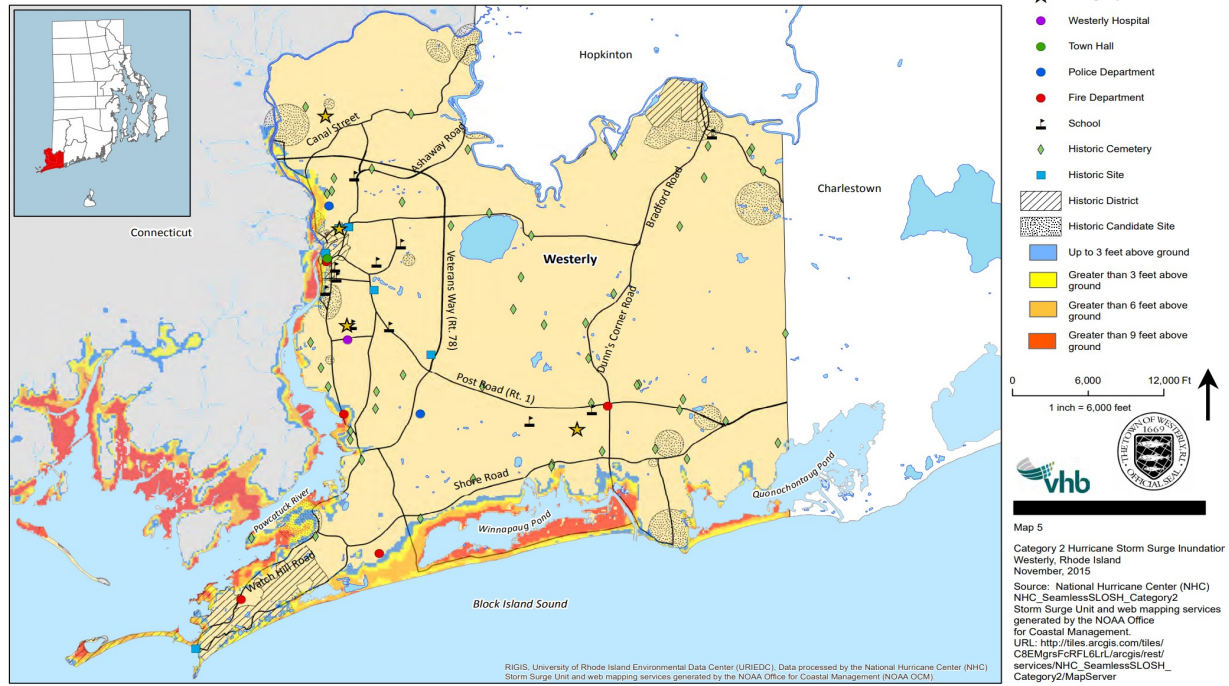 Hopkinton
Canal Street
Ashaway Road
Bradford Road
Charlestown
Connecticut
Veterans Way (Rt. 78)
Westerly
Dunn's Corner Road
Post Road (Rt. 1)
Shore Road
Quonochontaug Pond
Pawcatuck River
Winnapaug Pond
Watch Hill Road
Block Island Sound
RIGIS, University of Rhode Island Environmental Data Center (URIEDC), Data processed by the National Hurricane Center (NHC)
Storm Surge Unit and web mapping services generated by the NOAA Office for Coastal Management (NOAA OCM)
Westerly Hospital
Town Hall
Police Department
Fire Department
School
Historic Cemetery
Historic Site
Historic District
Historic Candidate Site
Up to 3 feet above ground
Greater than 3 feet above
ground
Greater than 6 feet above
ground
Greater than 9 feet above
ground
0 6,000 12,000 Ft
1 inch = 6,000 feet
THE TOWN OF WESTERLY, R.I.
1669
OFFICIAL SEAL
vhb
Map 5
Category 2 Hurricane Storm Surge Inundation
Westerly, Rhode Island
November, 2015
Source: National Hurricane Center (NHC)
NHC_SeamlessSLOSH_Category2
Storm Surge Unit and web mapping services
generated by the NOAA Office
for Coastal Management.
URL: http://tiles.arcgis.com/tiles/
C8EMgrsFcRFL6LrL/arcgis/rest/
services/NHC_SeamlessSLOSH_
Category2/MapServer